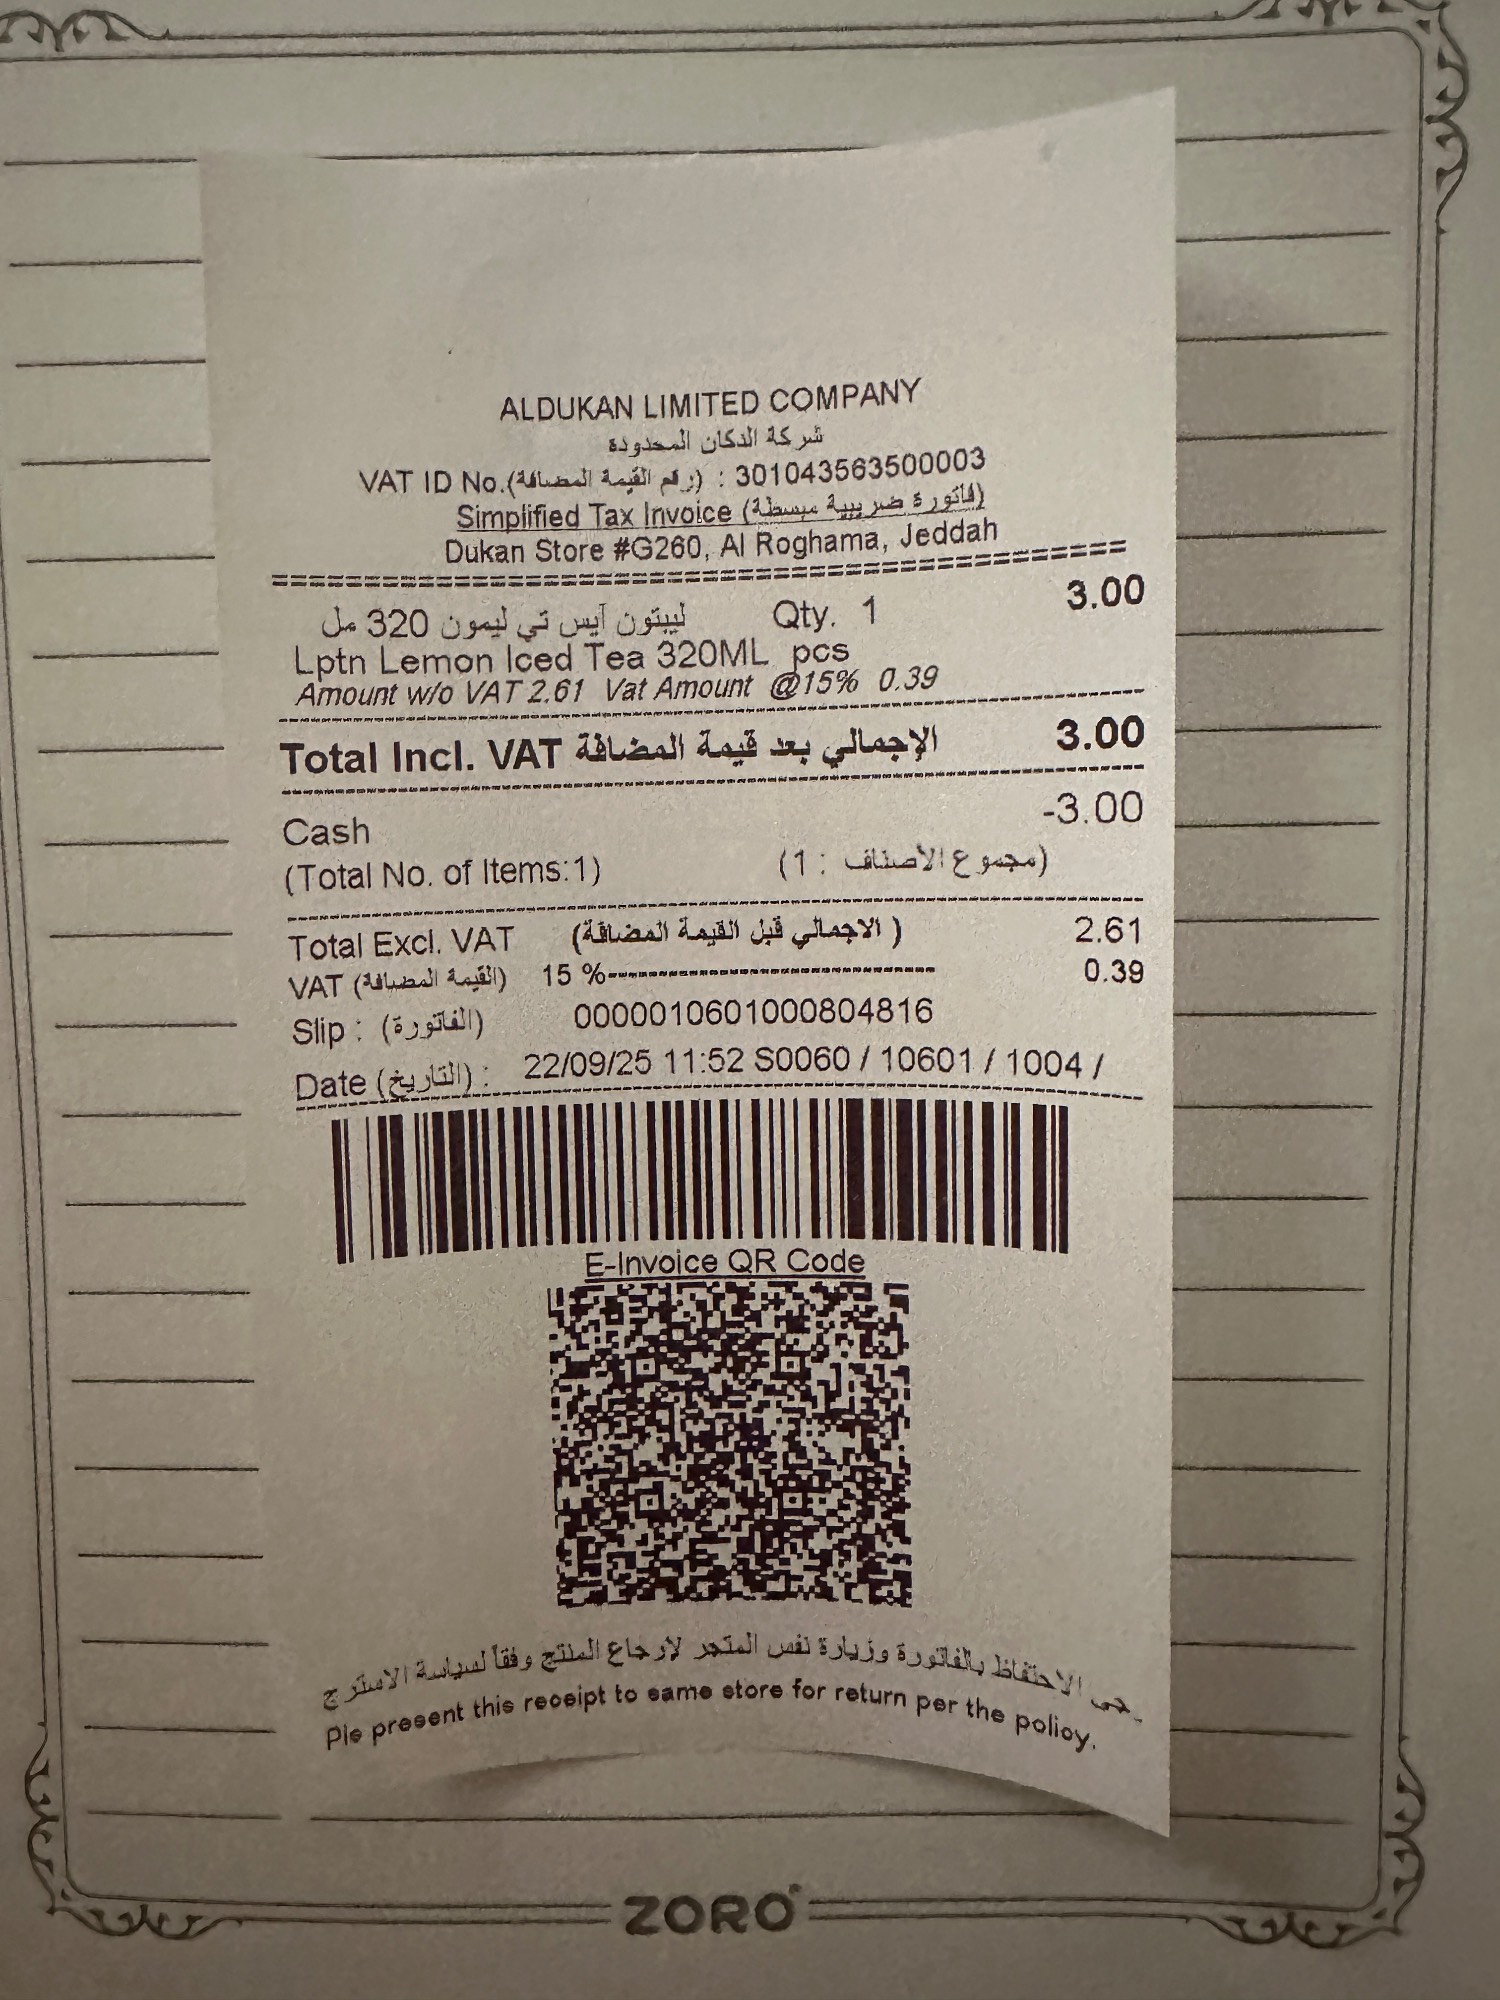 ALDUKAN LIMITED COMPANY
شركة الدكان المحدودة
VAT ID No.(رقم القيمة المضافة) : 301043563500003
Simplified Tax Invoice (فاتورة ضريبية مبسطة)
Dukan Store #G260, Al Roghama, Jeddah
ليبتون آيس تي ليمون 320 مل Qty. 1 3.00
Lptn Lemon Iced Tea 320ML pcs
Amount w/o VAT 2.61 Vat Amount @15% 0.39
Total Incl. VAT الإجمالي بعد قيمة المضافة 3.00
Cash -3.00
(Total No. of Items:1) (مجموع الأصناف : 1)
Total Excl. VAT (الاجمالي قبل القيمة المضافة ) 2.61
VAT (القيمة المضافة) 15 %------------------------------------ 0.39
Slip : (الفاتورة) 0000010601000804816
Date (التاريخ) : 22/09/25 11:52 S0060 / 10601 / 1004 /
E-Invoice QR Code
الاحتفاظ بالفاتورة وزيارة نفس المتجر لارجاع المنتج وفقا لسياسة
Pls present this receipt to same store for return per the policy.
ZORO